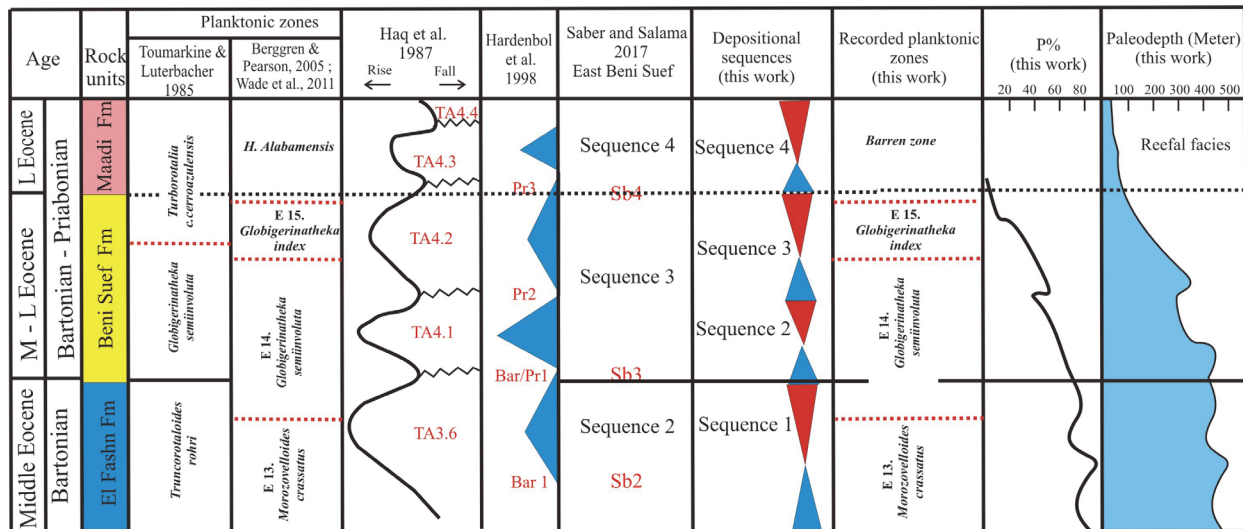 Age
Rock
units
Planktonic zones
Toumarkine &
Luterbacher
1985
Berggren &
Pearson, 2005 ;
Wade et al., 2011
Haq et al.
1987
Rise
Fall
Hardenbol
et al.
1998
Saber and Salama
2017
East Beni Suef
Depositional
sequences
(this work)
Recorded planktonic
zones
(this work)
P%
(this work)
20 40 60 80
Paleodepth (Meter)
(this work)
100 200 300 400 500
L Eocene
M - L Eocene
Middle Eocene
Bartonian - Priabonian
Bartonian
Maadi Fm
Beni Suef Fm
El Fashn Fm
Turborotalia
c.cerroazulensis
Globigerinatheka
semiinvoluta
Truncorotaloides
rohri
H. Alabamensis
E 15.
Globigerinatheka
index
E 14.
Globigerinatheka
semiinvoluta
E 13.
Morozovelloides
crassatus
TA4.4
TA4.3
TA4.2
TA4.1
TA3.6
Pr3
Pr2
Bar/Pr1
Bar 1
Sequence 4
Sb4
Sequence 3
Sb3
Sequence 2
Sb2
Sequence 4
Sequence 3
Sequence 2
Sequence 1
Barren zone
E 15.
Globigerinatheka
index
E 14.
Globigerinatheka
semiinvoluta
E 13.
Morozovelloides
crassatus
Reefal facies